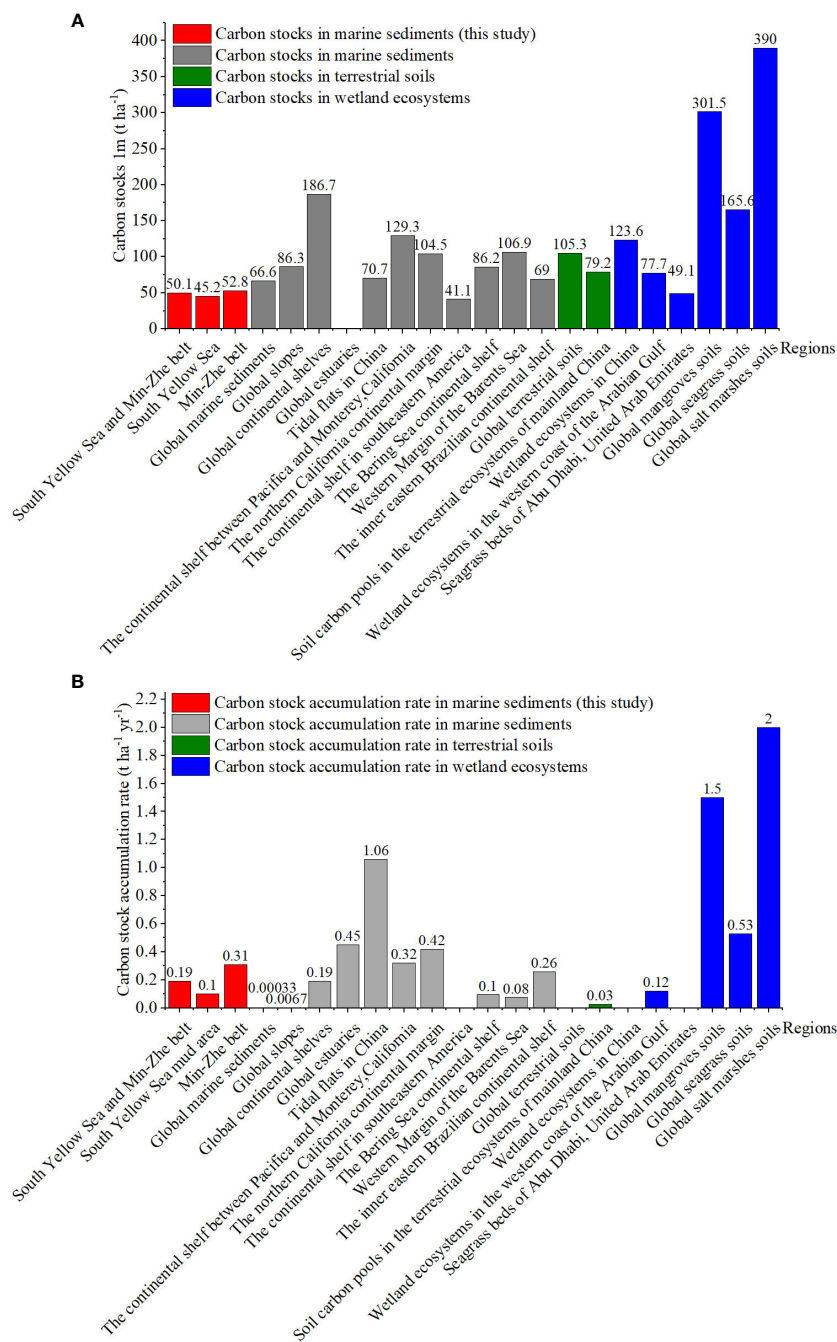 A
Carbon stocks in marine sediments (this study)
Carbon stocks in marine sediments
Carbon stocks in terrestrial soils
Carbon stocks in wetland ecosystems
Carbon stocks 1m (t ha⁻¹)
400
350
300
250
200
150
100
50
0
50.1
45.2
52.8
66.6
86.3
186.7
70.7
129.3
104.5
41.1
86.2
106.9
69
105.3
79.2
123.6
77.7
49.1
301.5
165.6
390
Regions
South Yellow Sea and Min-Zhe belt
South Yellow Sea
Min-Zhe belt
Global marine sediments
Global slopes
Global continental shelves
Global estuaries
Tidal flats in China
The continental shelf between Pacifica and Monterey,California
The northern California continental margin
The continental shelf in southeastern America
The Bering Sea continental shelf
Western Margin of the Barents Sea
The inner eastern Brazilian continental shelf
Global terrestrial soils
Soil carbon pools in the terrestrial ecosystems of mainland China
Wetland ecosystems in China
Wetland ecosystems in the western coast of the Arabian Gulf
Seagrass beds of Abu Dhabi, United Arab Emirates
Global mangroves soils
Global seagrass soils
Global salt marshes soils
B
Carbon stock accumulation rate in marine sediments (this study)
Carbon stock accumulation rate in marine sediments
Carbon stock accumulation rate in terrestrial soils
Carbon stock accumulation rate in wetland ecosystems
Carbon stock accumulation rate (t ha⁻¹ yr⁻¹)
2.2
2.0
1.8
1.6
1.4
1.2
1.0
0.8
0.6
0.4
0.2
0.0
0.19
0.1
0.31
0.00033
0.0067
0.19
0.45
1.06
0.32
0.42
0.1
0.08
0.26
0.03
0.12
1.5
0.53
2
Regions
South Yellow Sea and Min-Zhe belt
South Yellow Sea mud area
Min-Zhe belt
Global marine sediments
Global slopes
Global continental shelves
Global estuaries
Tidal flats in China
The continental shelf between Pacifica and Monterey,California
The northern California continental margin
The continental shelf in southeastern America
The Bering Sea continental shelf
Western Margin of the Barents Sea
The inner eastern Brazilian continental shelf
Global terrestrial soils
Soil carbon pools in the terrestrial ecosystems of mainland China
Wetland ecosystems in China
Wetland ecosystems in the western coast of the Arabian Gulf
Seagrass beds of Abu Dhabi, United Arab Emirates
Global mangroves soils
Global seagrass soils
Global salt marshes soils